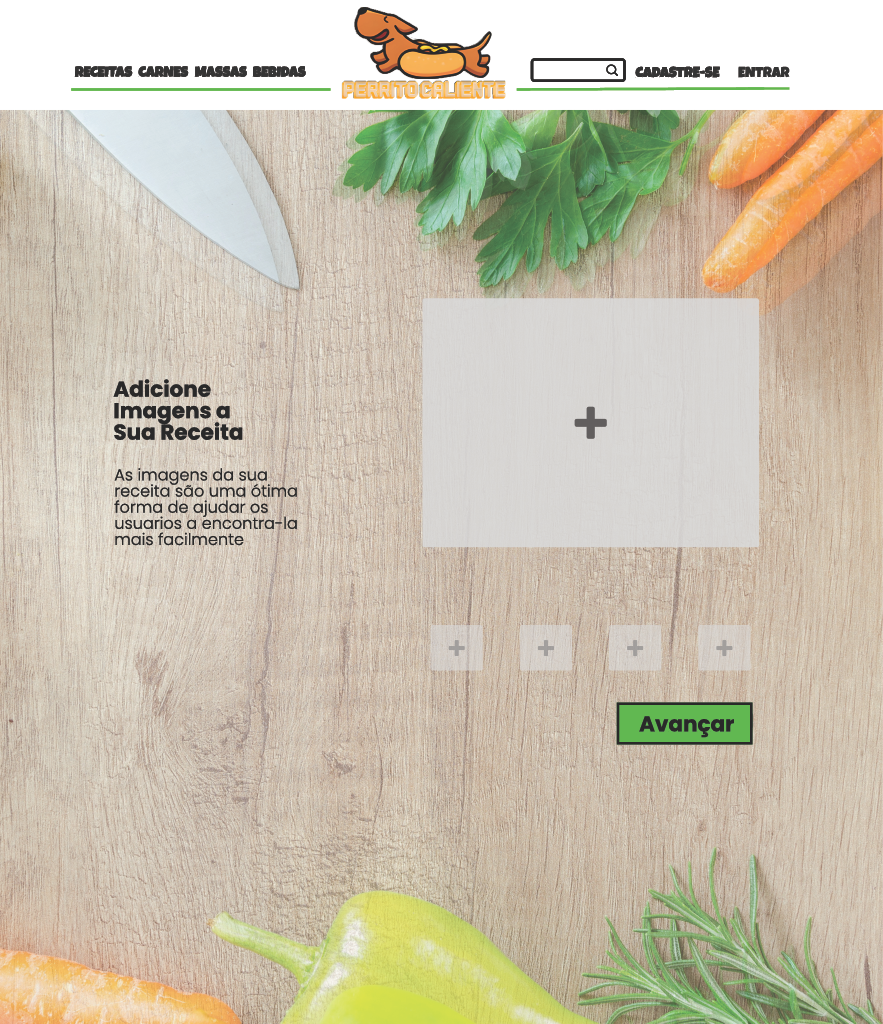 RECEITAS CARNES MASSAS BEBIDAS
PERRITO CALIENTE
CADASTRE-SE ENTRAR
Adicione
Imagens a
Sua Receita
As imagens da sua
receita são uma ótima
forma de ajudar os
usuarios a encontra-la
mais facilmente
Avançar